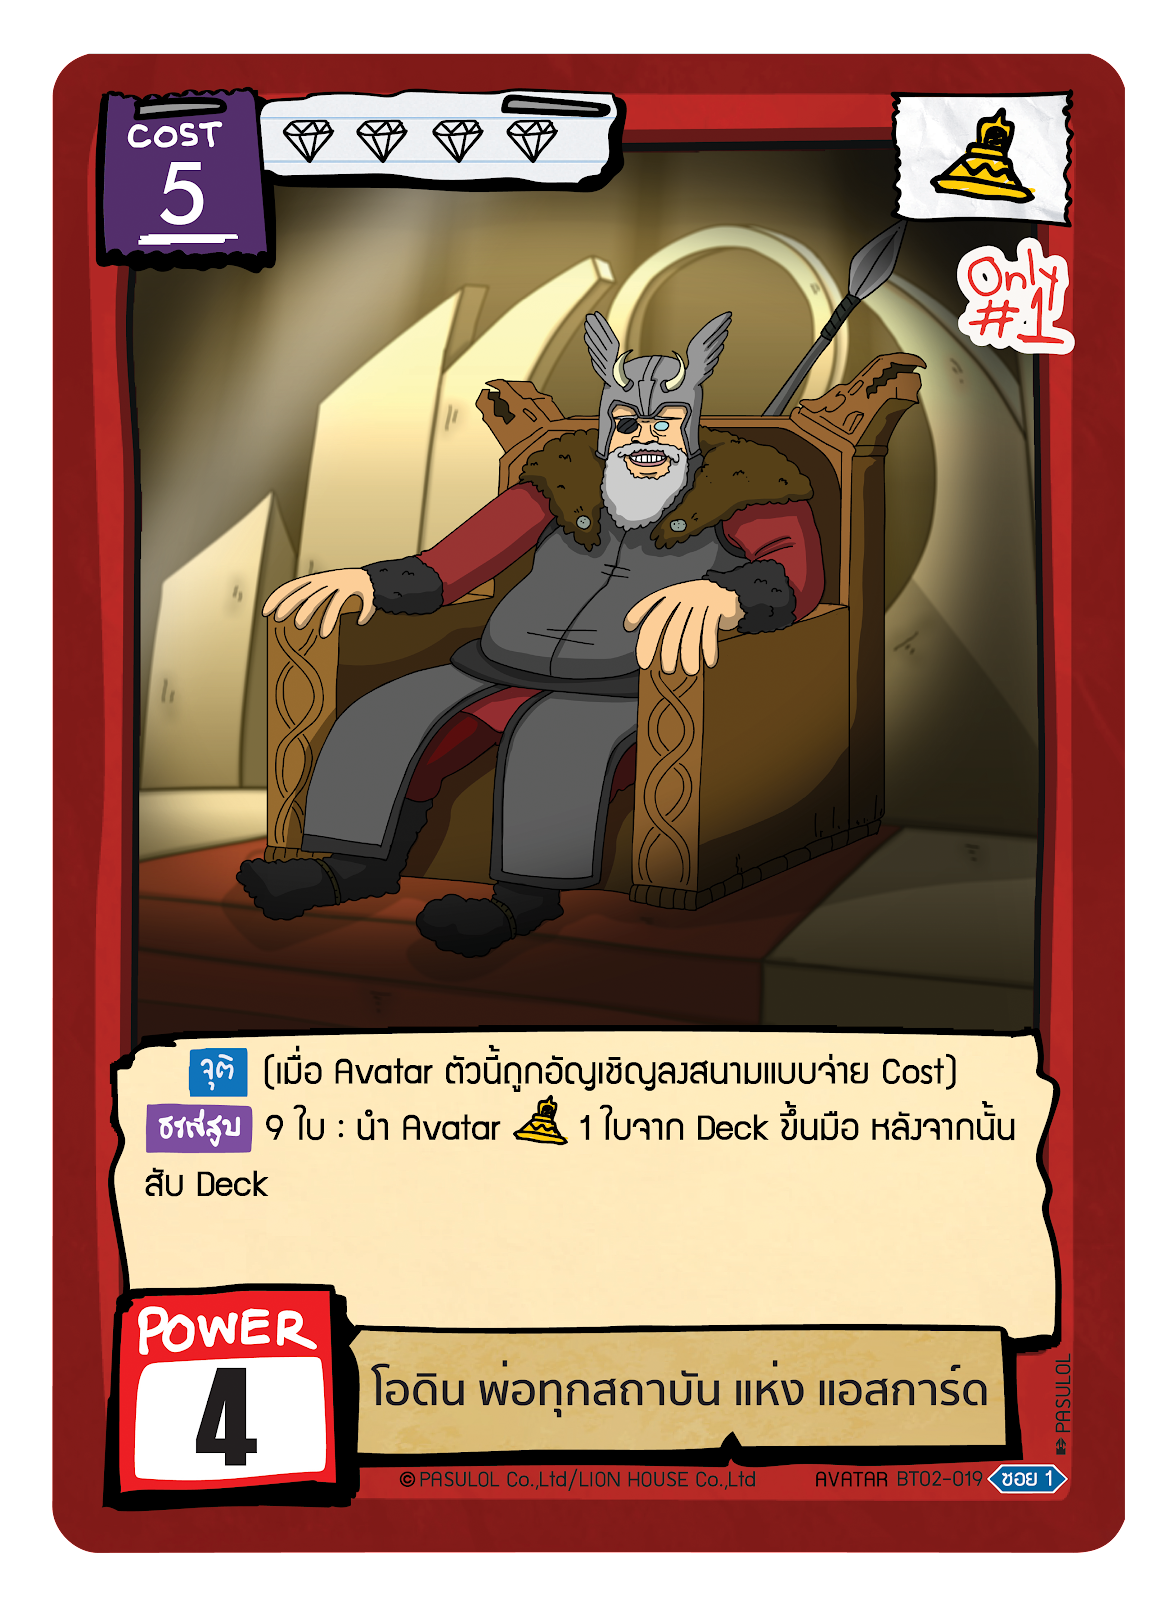 COST
5
Only
#1
จุติ (เมื่อ Avatar ตัวนี้ถูกอัญเชิญลงสนามแบบจ่าย Cost)
ธรณีสูบ 9 ใบ : นำ Avatar 1 ใบจาก Deck ขึ้นมือ หลังจากนั้น
สับ Deck
POWER
4
โอดิน พ่อทุกสถาบัน แห่ง แอสการ์ด
PASULOL
© PASULOL Co.,Ltd/LION HOUSE Co.,Ltd
AVATAR BT02-019 ซอย 1